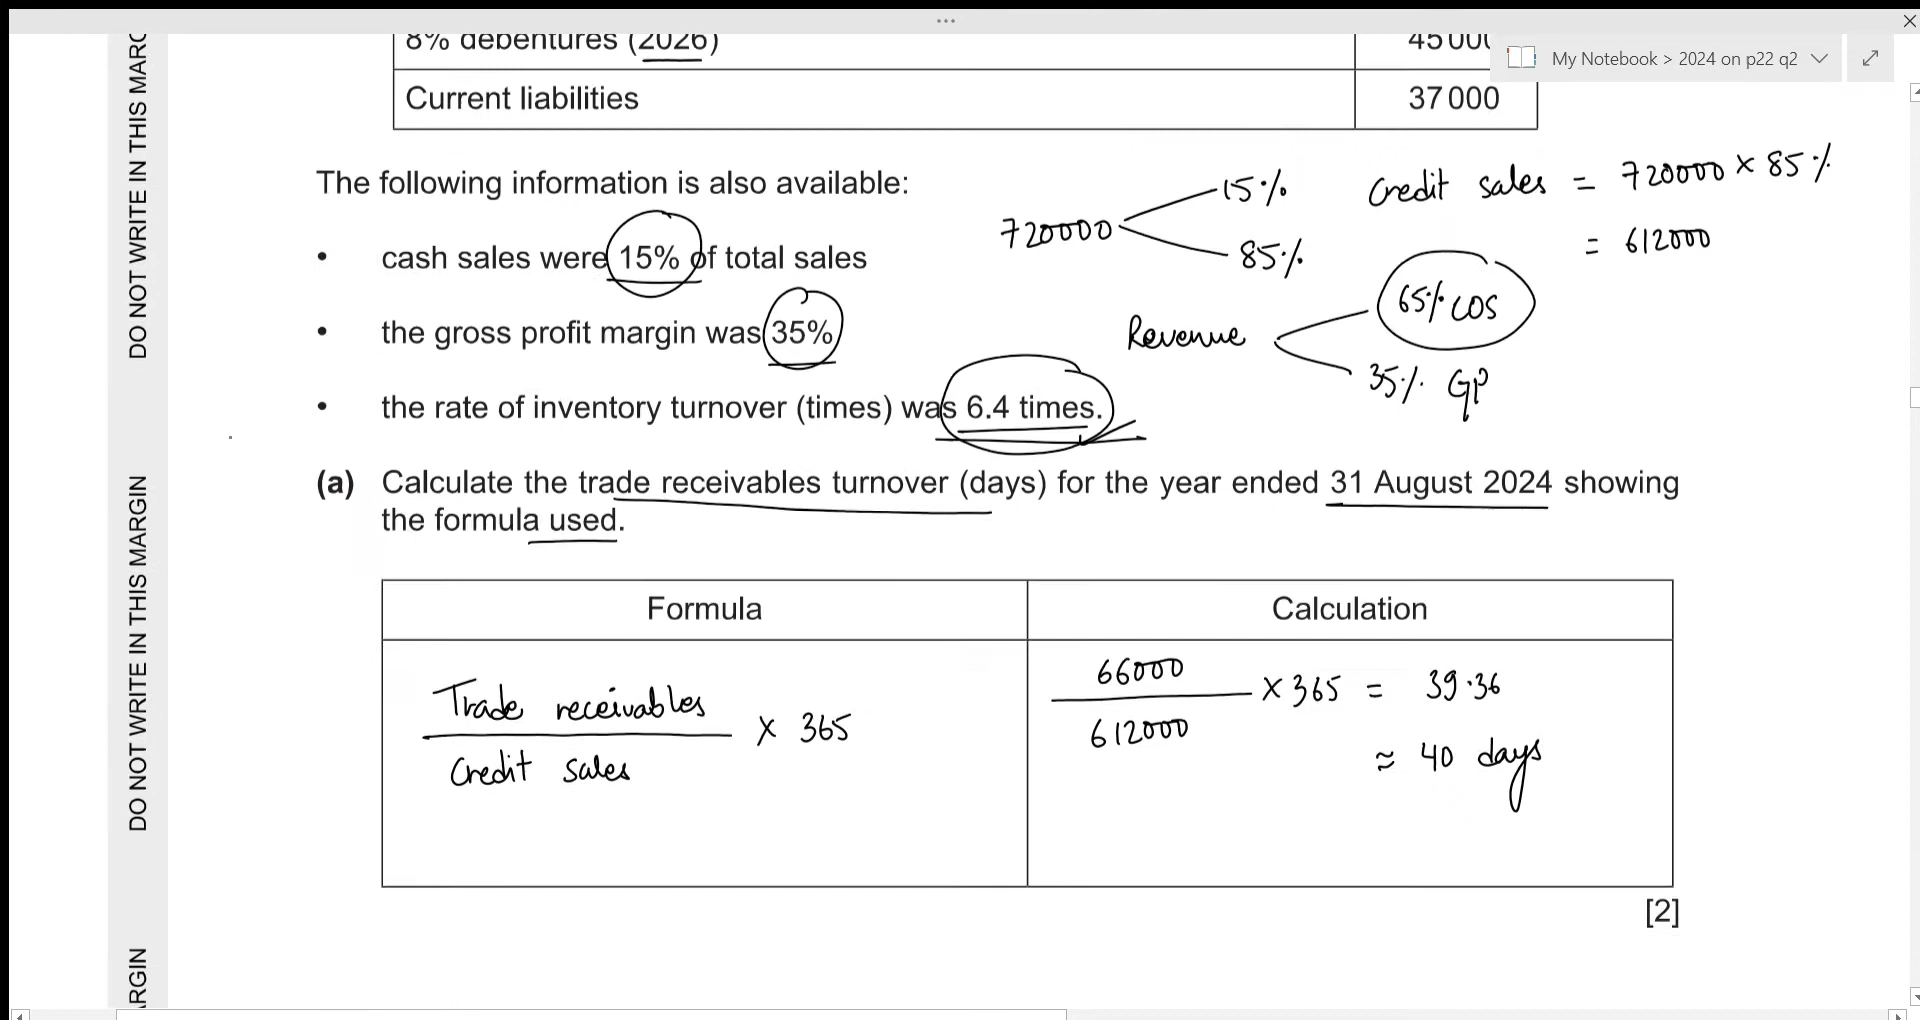 ...
My Notebook > 2024 on p22 q2
8% debentures (2026)
Current liabilities 37 000
The following information is also available:
• cash sales were 15% of total sales
• the gross profit margin was 35%
• the rate of inventory turnover (times) was 6.4 times.
720000
15%
85%
Credit sales = 720000 × 85%
= 612000
Revenue
65% COS
35% GP
(a) Calculate the trade receivables turnover (days) for the year ended 31 August 2024 showing
the formula used.
Formula Calculation
Trade receivables
Credit sales
× 365
66000
612000
× 365 = 39.36
≈ 40 days
[2]
DO NOT WRITE IN THIS MARGIN
DO NOT WRITE IN THIS MARGIN